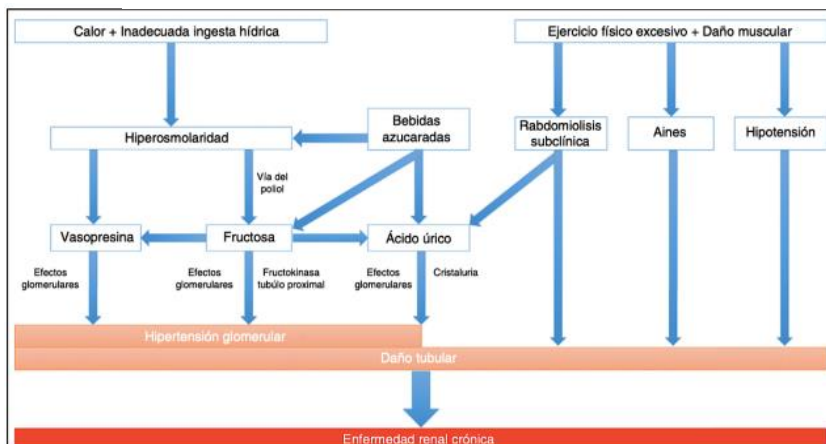 Calor + Inadecuada ingesta hídrica
Ejercicio físico excesivo + Daño muscular
Hiperosmolaridad
Bebidas
azucaradas
Rabdomiolisis
subclínica
Aines
Hipotensión
Vía del
poliol
Vasopresina
Fructosa
Ácido úrico
Efectos
glomerulares
Efectos
glomerulares
Fructokinasa
tubúlo proximal
Efectos
glomerulares
Cristaluria
Hipertensión glomerular
Daño tubular
Enfermedad renal crónica